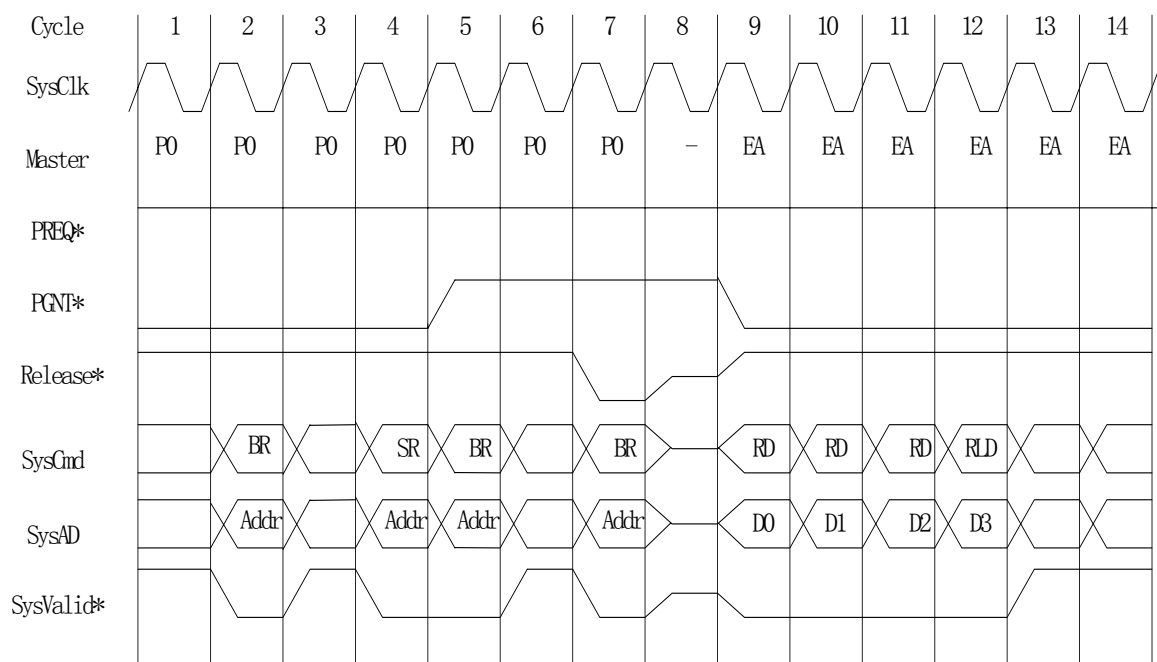 Cycle 1 2 3 4 5 6 7 8 9 10 11 12 13 14
SysClk
Master P0 P0 P0 P0 P0 P0 P0 - EA EA EA EA EA EA
PREQ*
PGNT*
Release*
SysCmd BR SR BR BR RD RD RD RLD
SysAD Addr Addr Addr Addr D0 D1 D2 D3
SysValid*